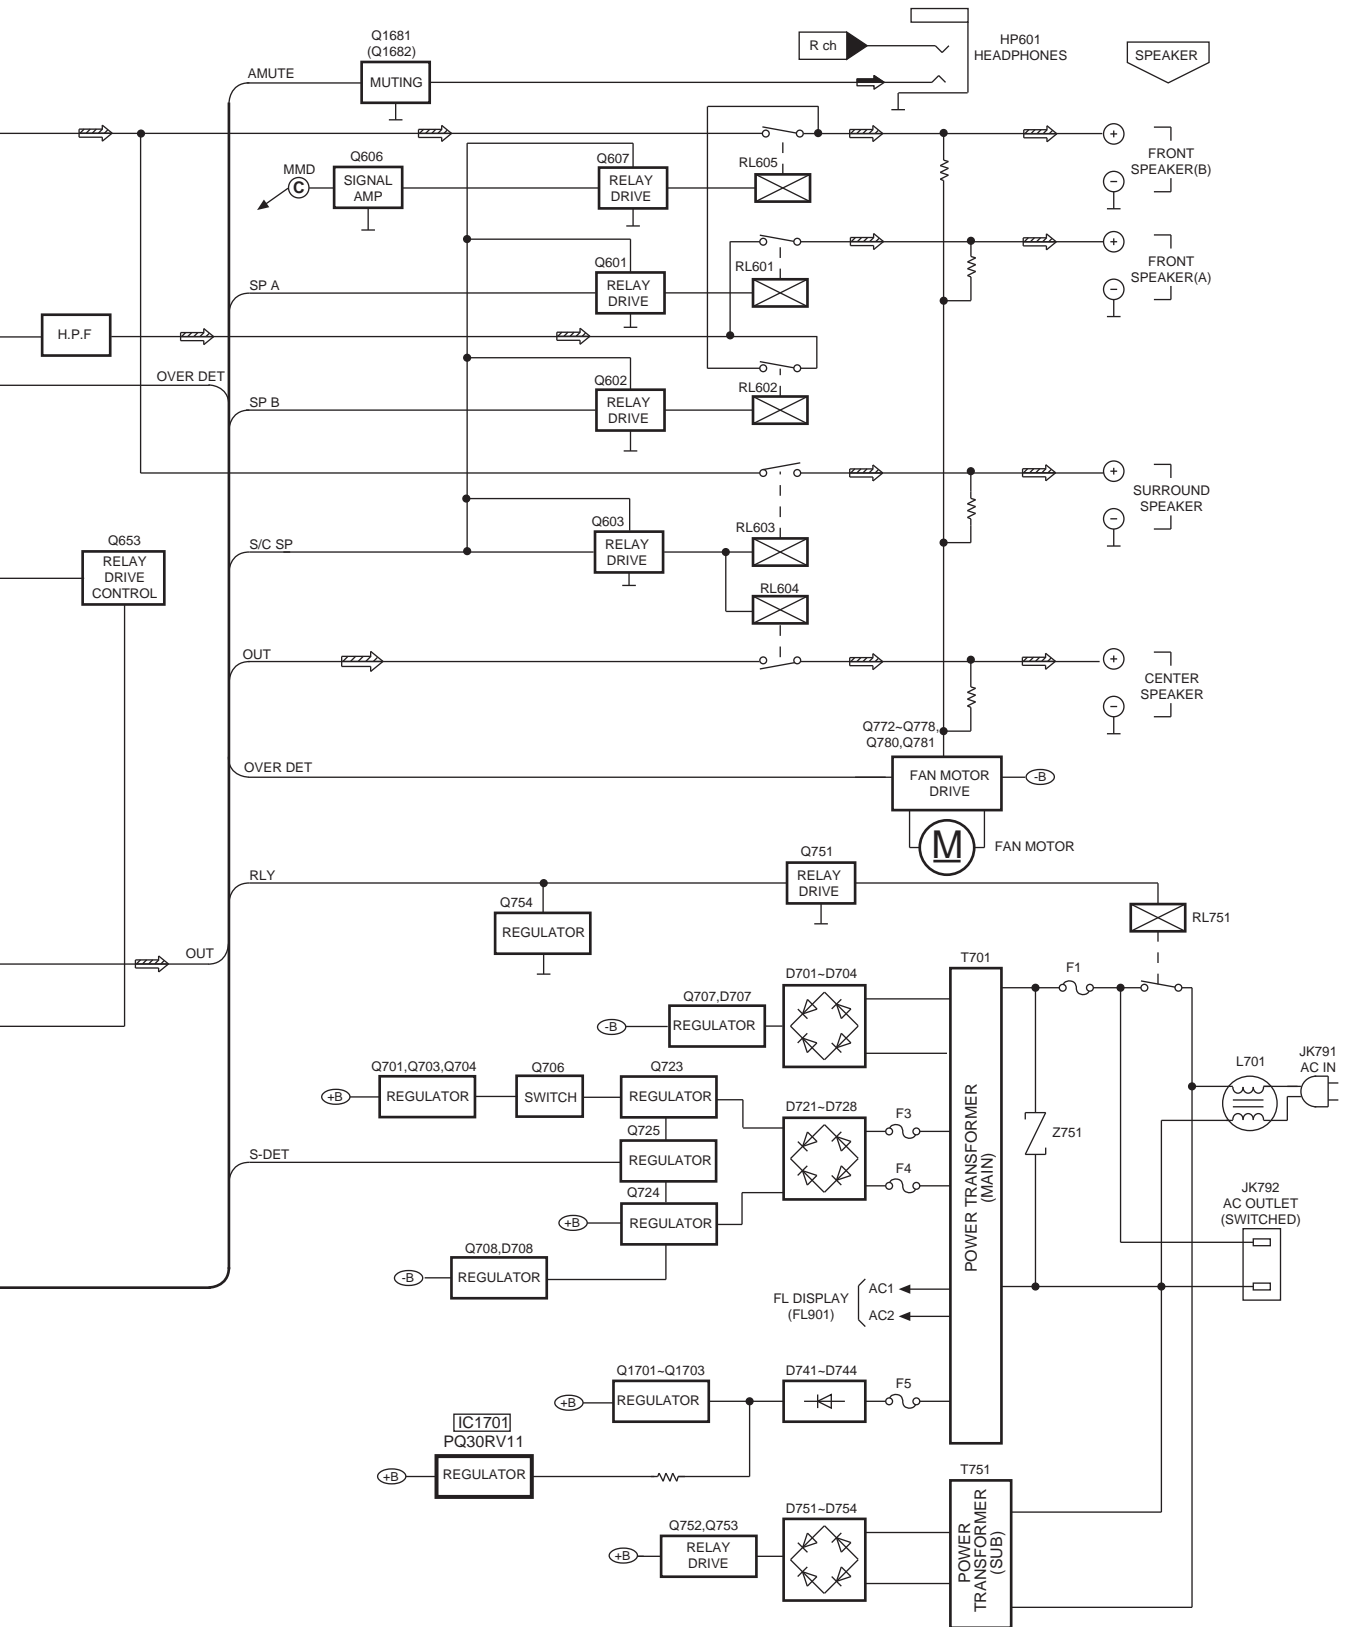 Q1681
(Q1682)
MUTING
AMUTE
R ch
HP601
HEADPHONES
SPEAKER
MMD
C
Q606
SIGNAL
AMP
Q607
RELAY
DRIVE
RL605
+
−
FRONT
SPEAKER(B)
SP A
Q601
RELAY
DRIVE
RL601
+
−
FRONT
SPEAKER(A)
H.P.F
OVER DET
SP B
Q602
RELAY
DRIVE
RL602
Q653
RELAY
DRIVE
CONTROL
S/C SP
Q603
RELAY
DRIVE
RL603
RL604
+
−
SURROUND
SPEAKER
OUT
+
−
CENTER
SPEAKER
Q772~Q778,
Q780,Q781
OVER DET
FAN MOTOR
DRIVE
-B
M
FAN MOTOR
RLY
Q754
REGULATOR
Q751
RELAY
DRIVE
RL751
OUT
T701
POWER TRANSFORMER
(MAIN)
F1
D701~D704
Q707,D707
REGULATOR
-B
Q701,Q703,Q704
REGULATOR
+B
Q706
SWITCH
Q723
REGULATOR
D721~D728
F3
F4
Z751
L701
JK791
AC IN
S-DET
Q725
REGULATOR
Q724
REGULATOR
+B
Q708,D708
REGULATOR
-B
JK792
AC OUTLET
(SWITCHED)
FL DISPLAY
(FL901)
AC1
AC2
Q1701~Q1703
REGULATOR
+B
D741~D744
F5
IC1701
PQ30RV11
REGULATOR
+B
T751
POWER
TRANSFORMER
(SUB)
D751~D754
Q752,Q753
RELAY
DRIVE
+B